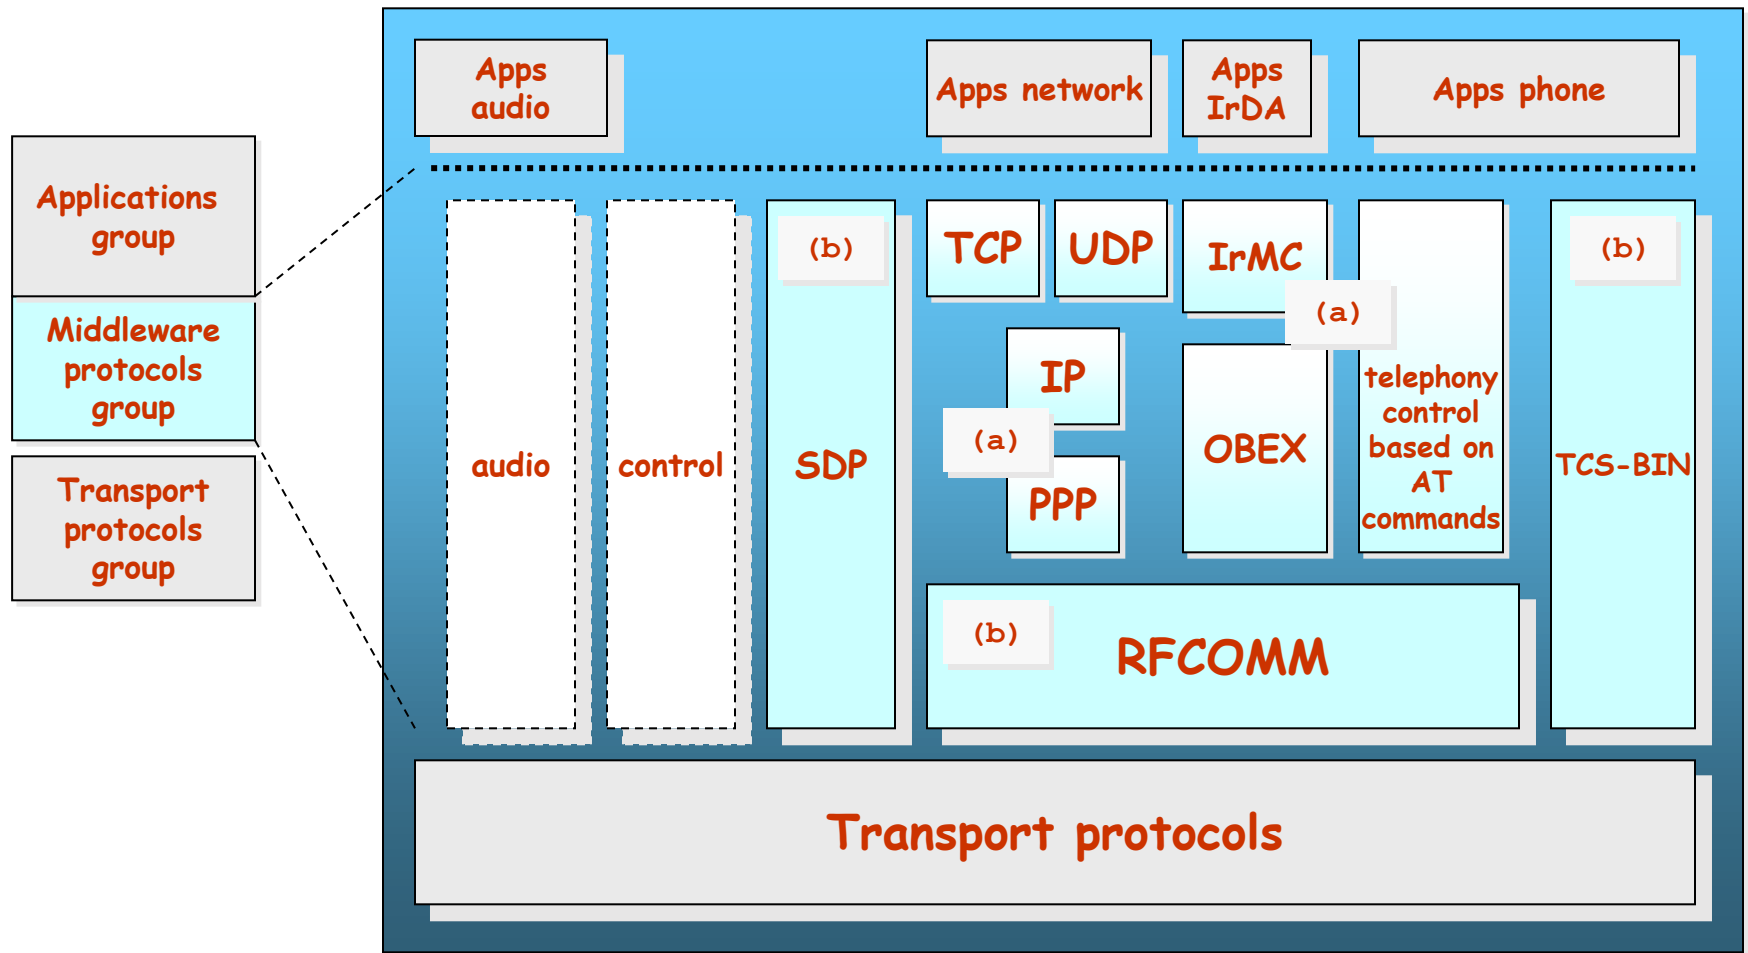 Applications
group
Middleware
protocols
group
Transport
protocols
group
Apps
audio
Apps network
Apps
IrDA
Apps phone
audio
control
(b)
SDP
TCP
UDP
IP
(a)
PPP
IrMC
(a)
OBEX
telephony
control
based on
AT
commands
(b)
TCS-BIN
(b)
RFCOMM
Transport protocols